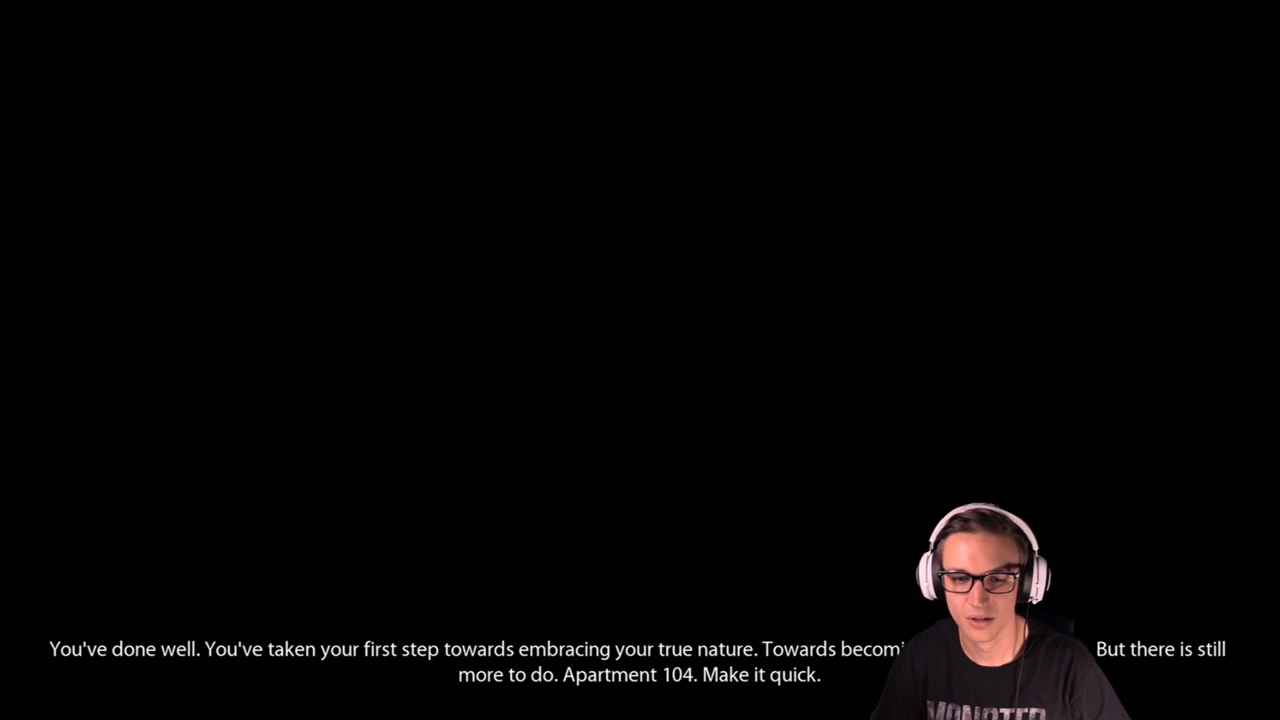 You've done well. You've taken your first step towards embracing your true nature. Towards But there is still
more to do. Apartment 104. Make it quick.
MONSTER